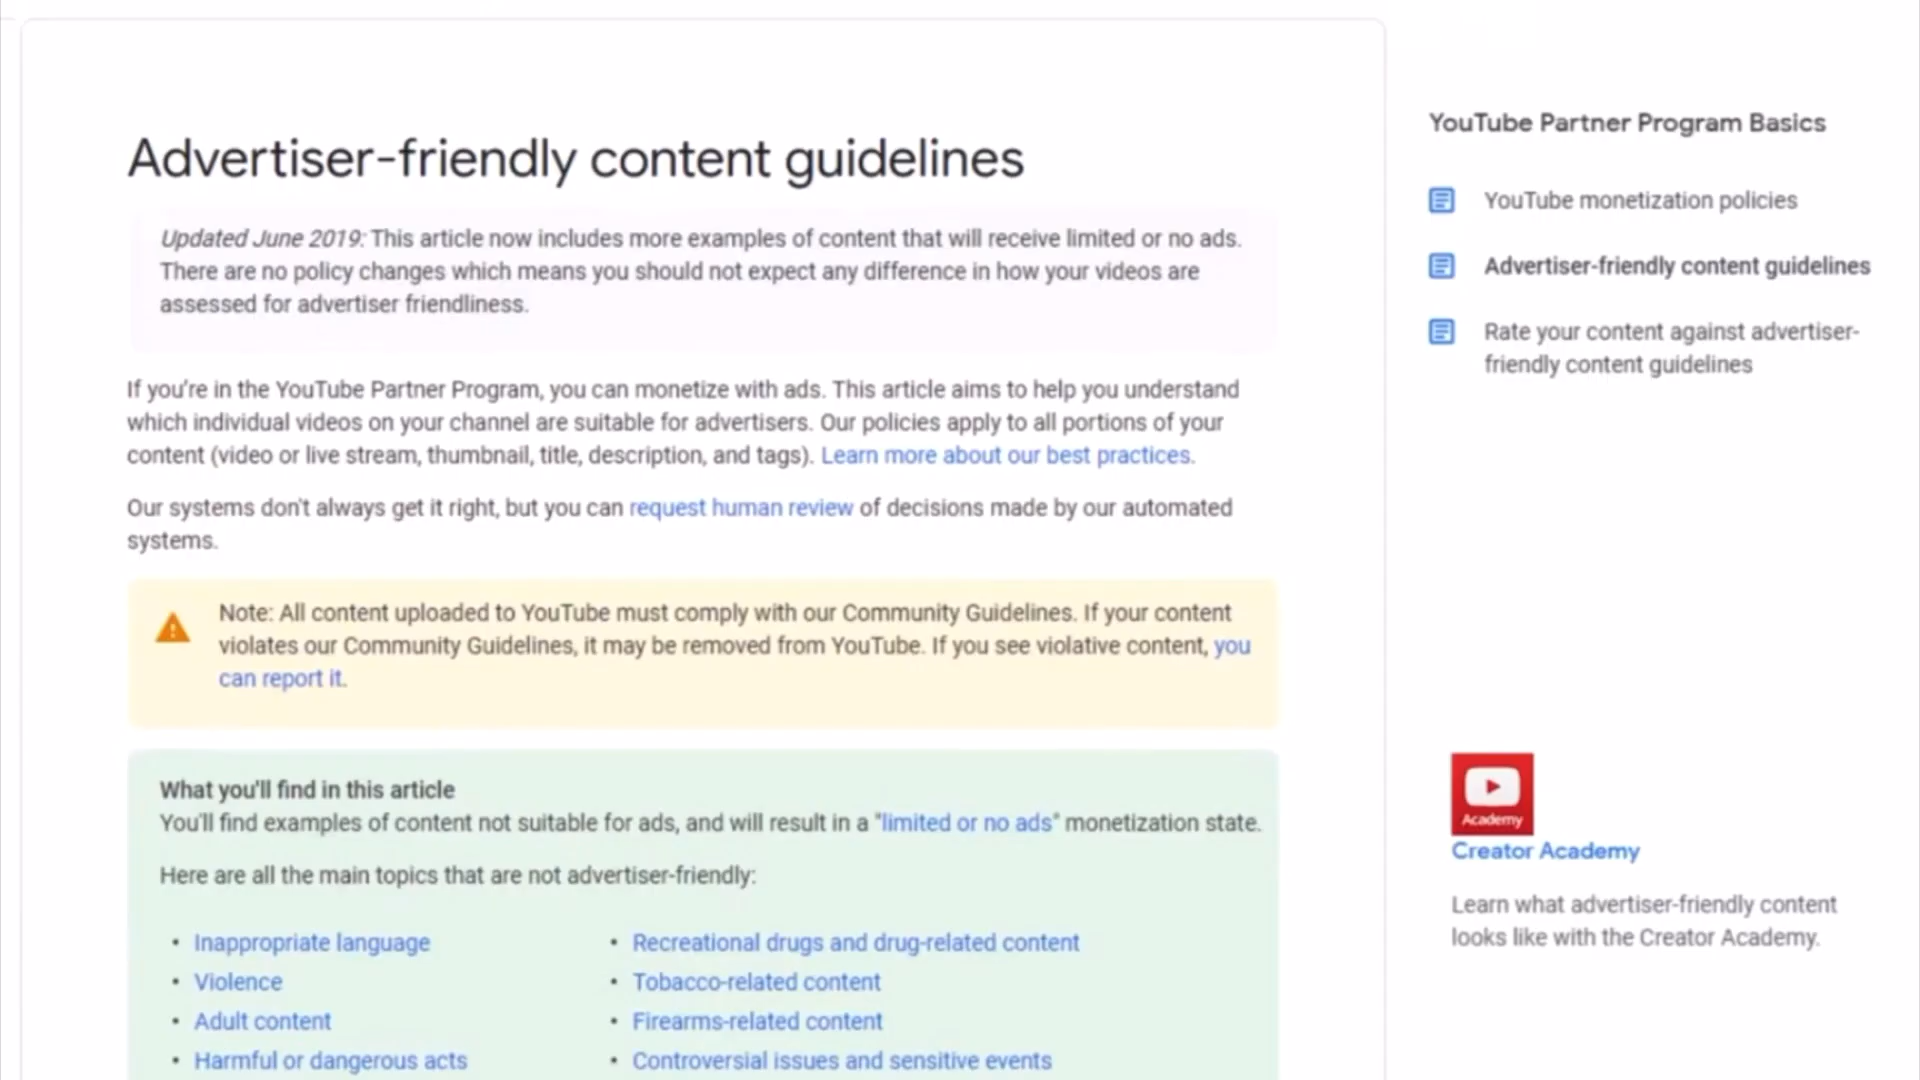 Advertiser-friendly content guidelines
Updated June 2019: This article now includes more examples of content that will receive limited or no ads.
There are no policy changes which means you should not expect any difference in how your videos are
assessed for advertiser friendliness.
If you're in the YouTube Partner Program, you can monetize with ads. This article aims to help you understand
which individual videos on your channel are suitable for advertisers. Our policies apply to all portions of your
content (video or live stream, thumbnail, title, description, and tags). Learn more about our best practices.
Our systems don't always get it right, but you can request human review of decisions made by our automated
systems.
Note: All content uploaded to YouTube must comply with our Community Guidelines. If your content
violates our Community Guidelines, it may be removed from YouTube. If you see violative content, you
can report it.
What you'll find in this article
You'll find examples of content not suitable for ads, and will result in a "limited or no ads" monetization state.
Here are all the main topics that are not advertiser-friendly:
• Inappropriate language
• Violence
• Adult content
• Harmful or dangerous acts
• Recreational drugs and drug-related content
• Tobacco-related content
• Firearms-related content
• Controversial issues and sensitive events
YouTube Partner Program Basics
YouTube monetization policies
Advertiser-friendly content guidelines
Rate your content against advertiser-
friendly content guidelines
Academy
Creator Academy
Learn what advertiser-friendly content
looks like with the Creator Academy.